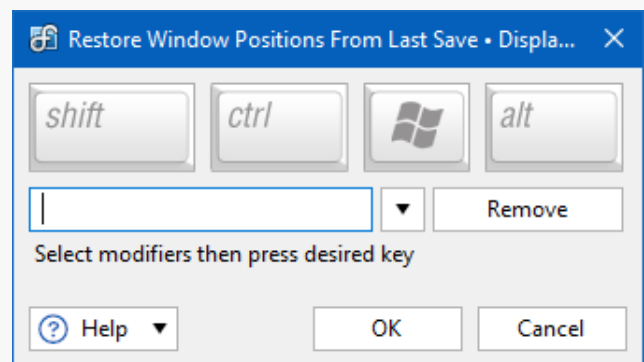 Restore Window Positions From Last Save • Displa...
shift ctrl alt
Remove
Select modifiers then press desired key
Help OK Cancel